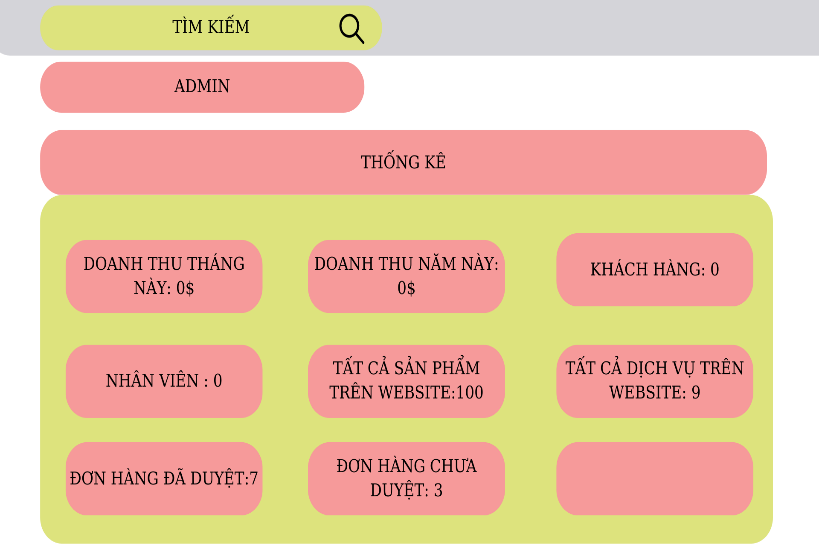 TÌM KIẾM
ADMIN
THỐNG KÊ
DOANH THU THÁNG
NÀY: 0$
DOANH THU NĂM NÀY:
0$
KHÁCH HÀNG: 0
NHÂN VIÊN : 0
TẤT CẢ SẢN PHẨM
TRÊN WEBSITE:100
TẤT CẢ DỊCH VỤ TRÊN
WEBSITE: 9
ĐƠN HÀNG ĐÃ DUYỆT:7
ĐƠN HÀNG CHƯA
DUYỆT: 3